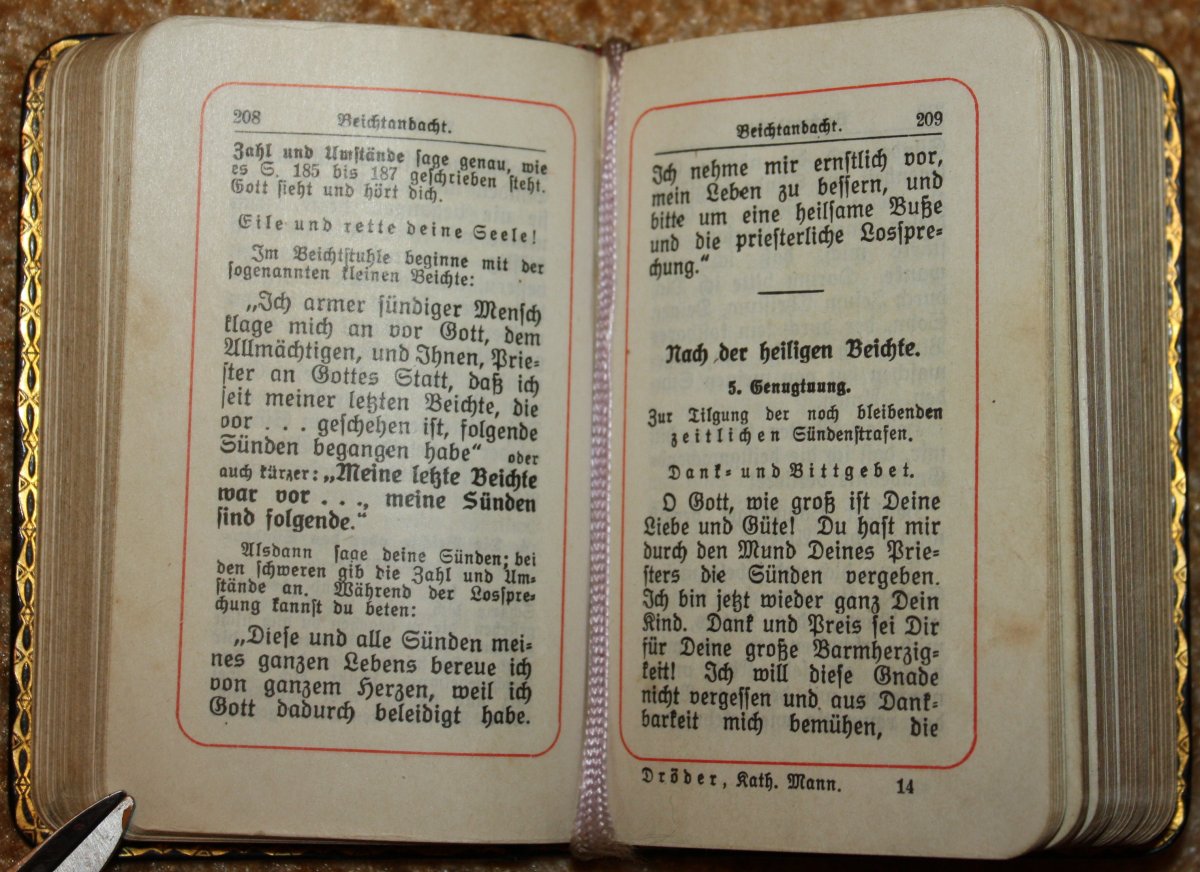 208 Beichtandacht.
Zahl und Umstände sage genau, wie
es S. 185 bis 187 geschrieben steht.
Gott sieht und hört dich.
Eile und rette deine Seele!
Im Beichtstuhle beginne mit der
sogenannten kleinen Beichte:
„Ich armer sündiger Mensch
klage mich an vor Gott, dem
Allmächtigen, und Ihnen, Prie-
ster an Gottes Statt, daß ich
seit meiner letzten Beichte, die
vor . . . geschehen ist, folgende
Sünden begangen habe“ oder
auch kürzer: „Meine letzte Beichte
war vor . . ., meine Sünden
sind folgende.“
Alsdann sage deine Sünden; bei
den schweren gib die Zahl und Um-
stände an. Während der Losspre-
chung kannst du beten:
„Diese und alle Sünden mei-
nes ganzen Lebens bereue ich
von ganzem Herzen, weil ich
Gott dadurch beleidigt habe.
Beichtandacht. 209
Ich nehme mir ernstlich vor,
mein Leben zu bessern, und
bitte um eine heilsame Buße
und die priesterliche Losspre-
chung.“
Nach der heiligen Beichte.
5. Genugtuung.
Zur Tilgung der noch bleibenden
zeitlichen Sündenstrafen.
Dank- und Bittgebet.
O Gott, wie groß ist Deine
Liebe und Güte! Du hast mir
durch den Mund Deines Prie-
sters die Sünden vergeben.
Ich bin jetzt wieder ganz Dein
Kind. Dank und Preis sei Dir
für Deine große Barmherzig-
keit! Ich will diese Gnade
nicht vergessen und aus Dank-
barkeit mich bemühen, die
Dröder, Kath. Mann. 14